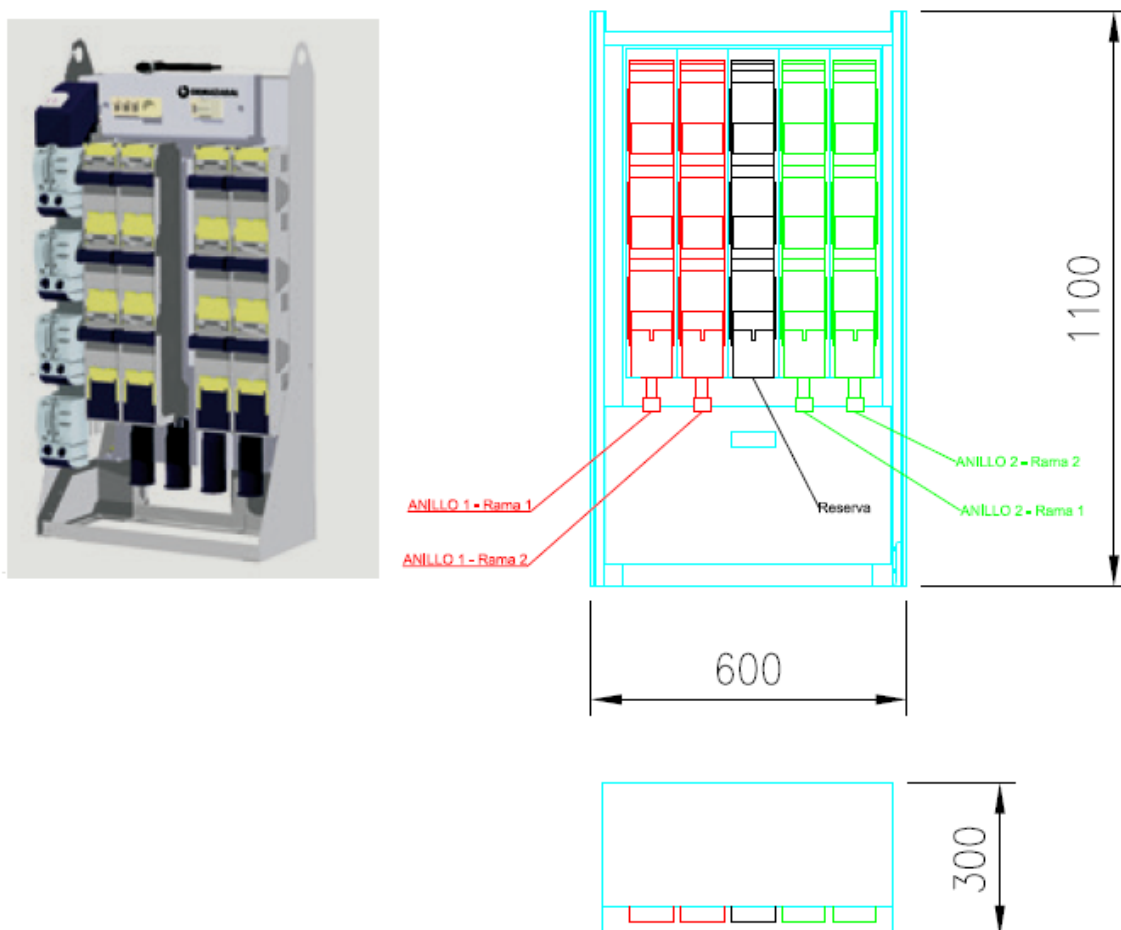 ORMAZABAL
1100
ANILLO 2 - Rama 2
ANILLO 1 - Rama 1
Reserva
ANILLO 2 - Rama 1
ANILLO 1 - Rama 2
600
300